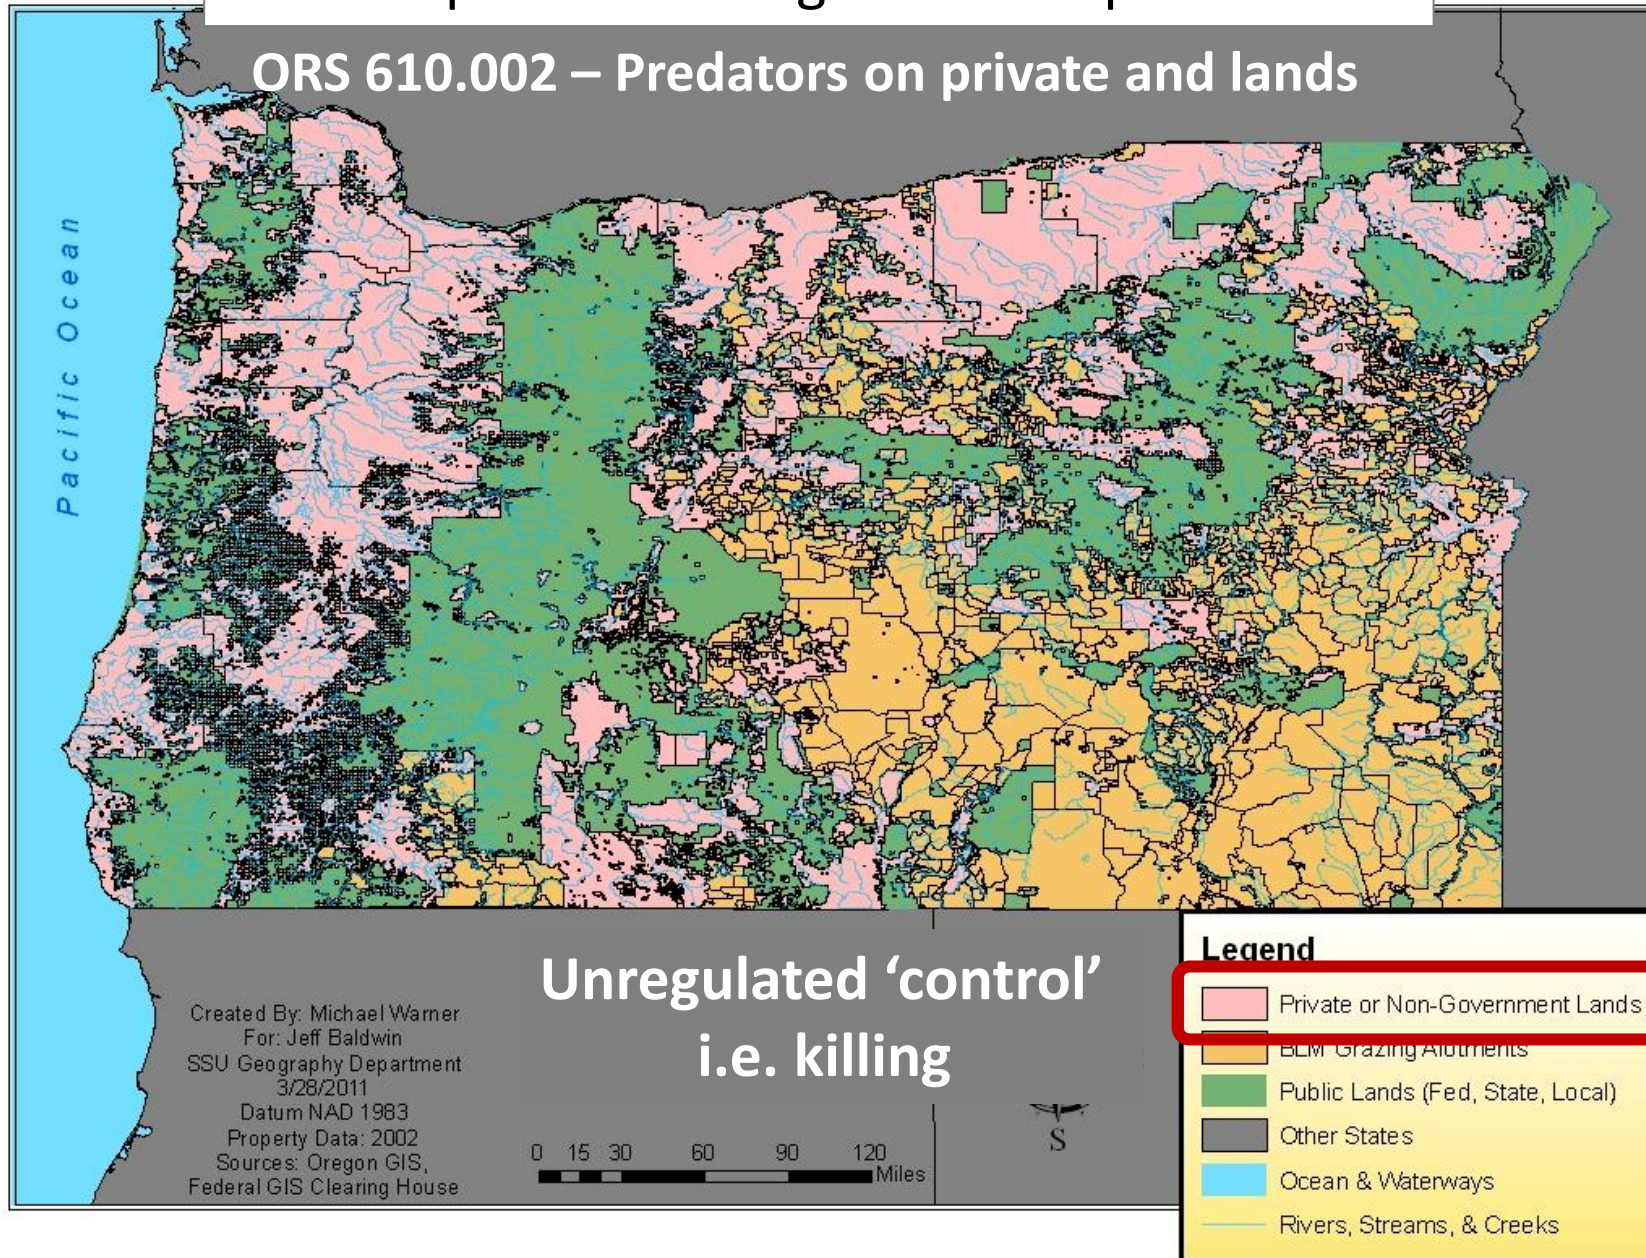 ORS 610.002 – Predators on private and lands
Pacific Ocean
Unregulated ‘control’
i.e. killing
Created By: Michael Warner
For: Jeff Baldwin
SSU Geography Department
3/28/2011
Datum NAD 1983
Property Data: 2002
Sources: Oregon GIS,
Federal GIS Clearing House
0 15 30 60 90 120
Miles
S
Legend
Private or Non-Government Lands
BLM Grazing Alotments
Public Lands (Fed, State, Local)
Other States
Ocean & Waterways
Rivers, Streams, & Creeks